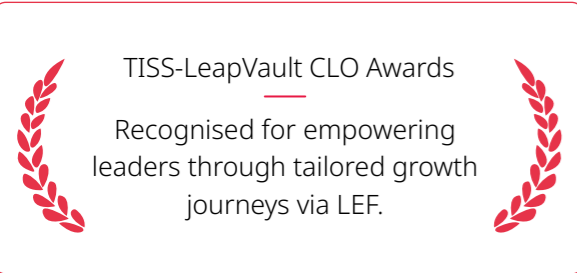 TISS-LeapVault CLO Awards
Recognised for empowering
leaders through tailored growth
journeys via LEF.